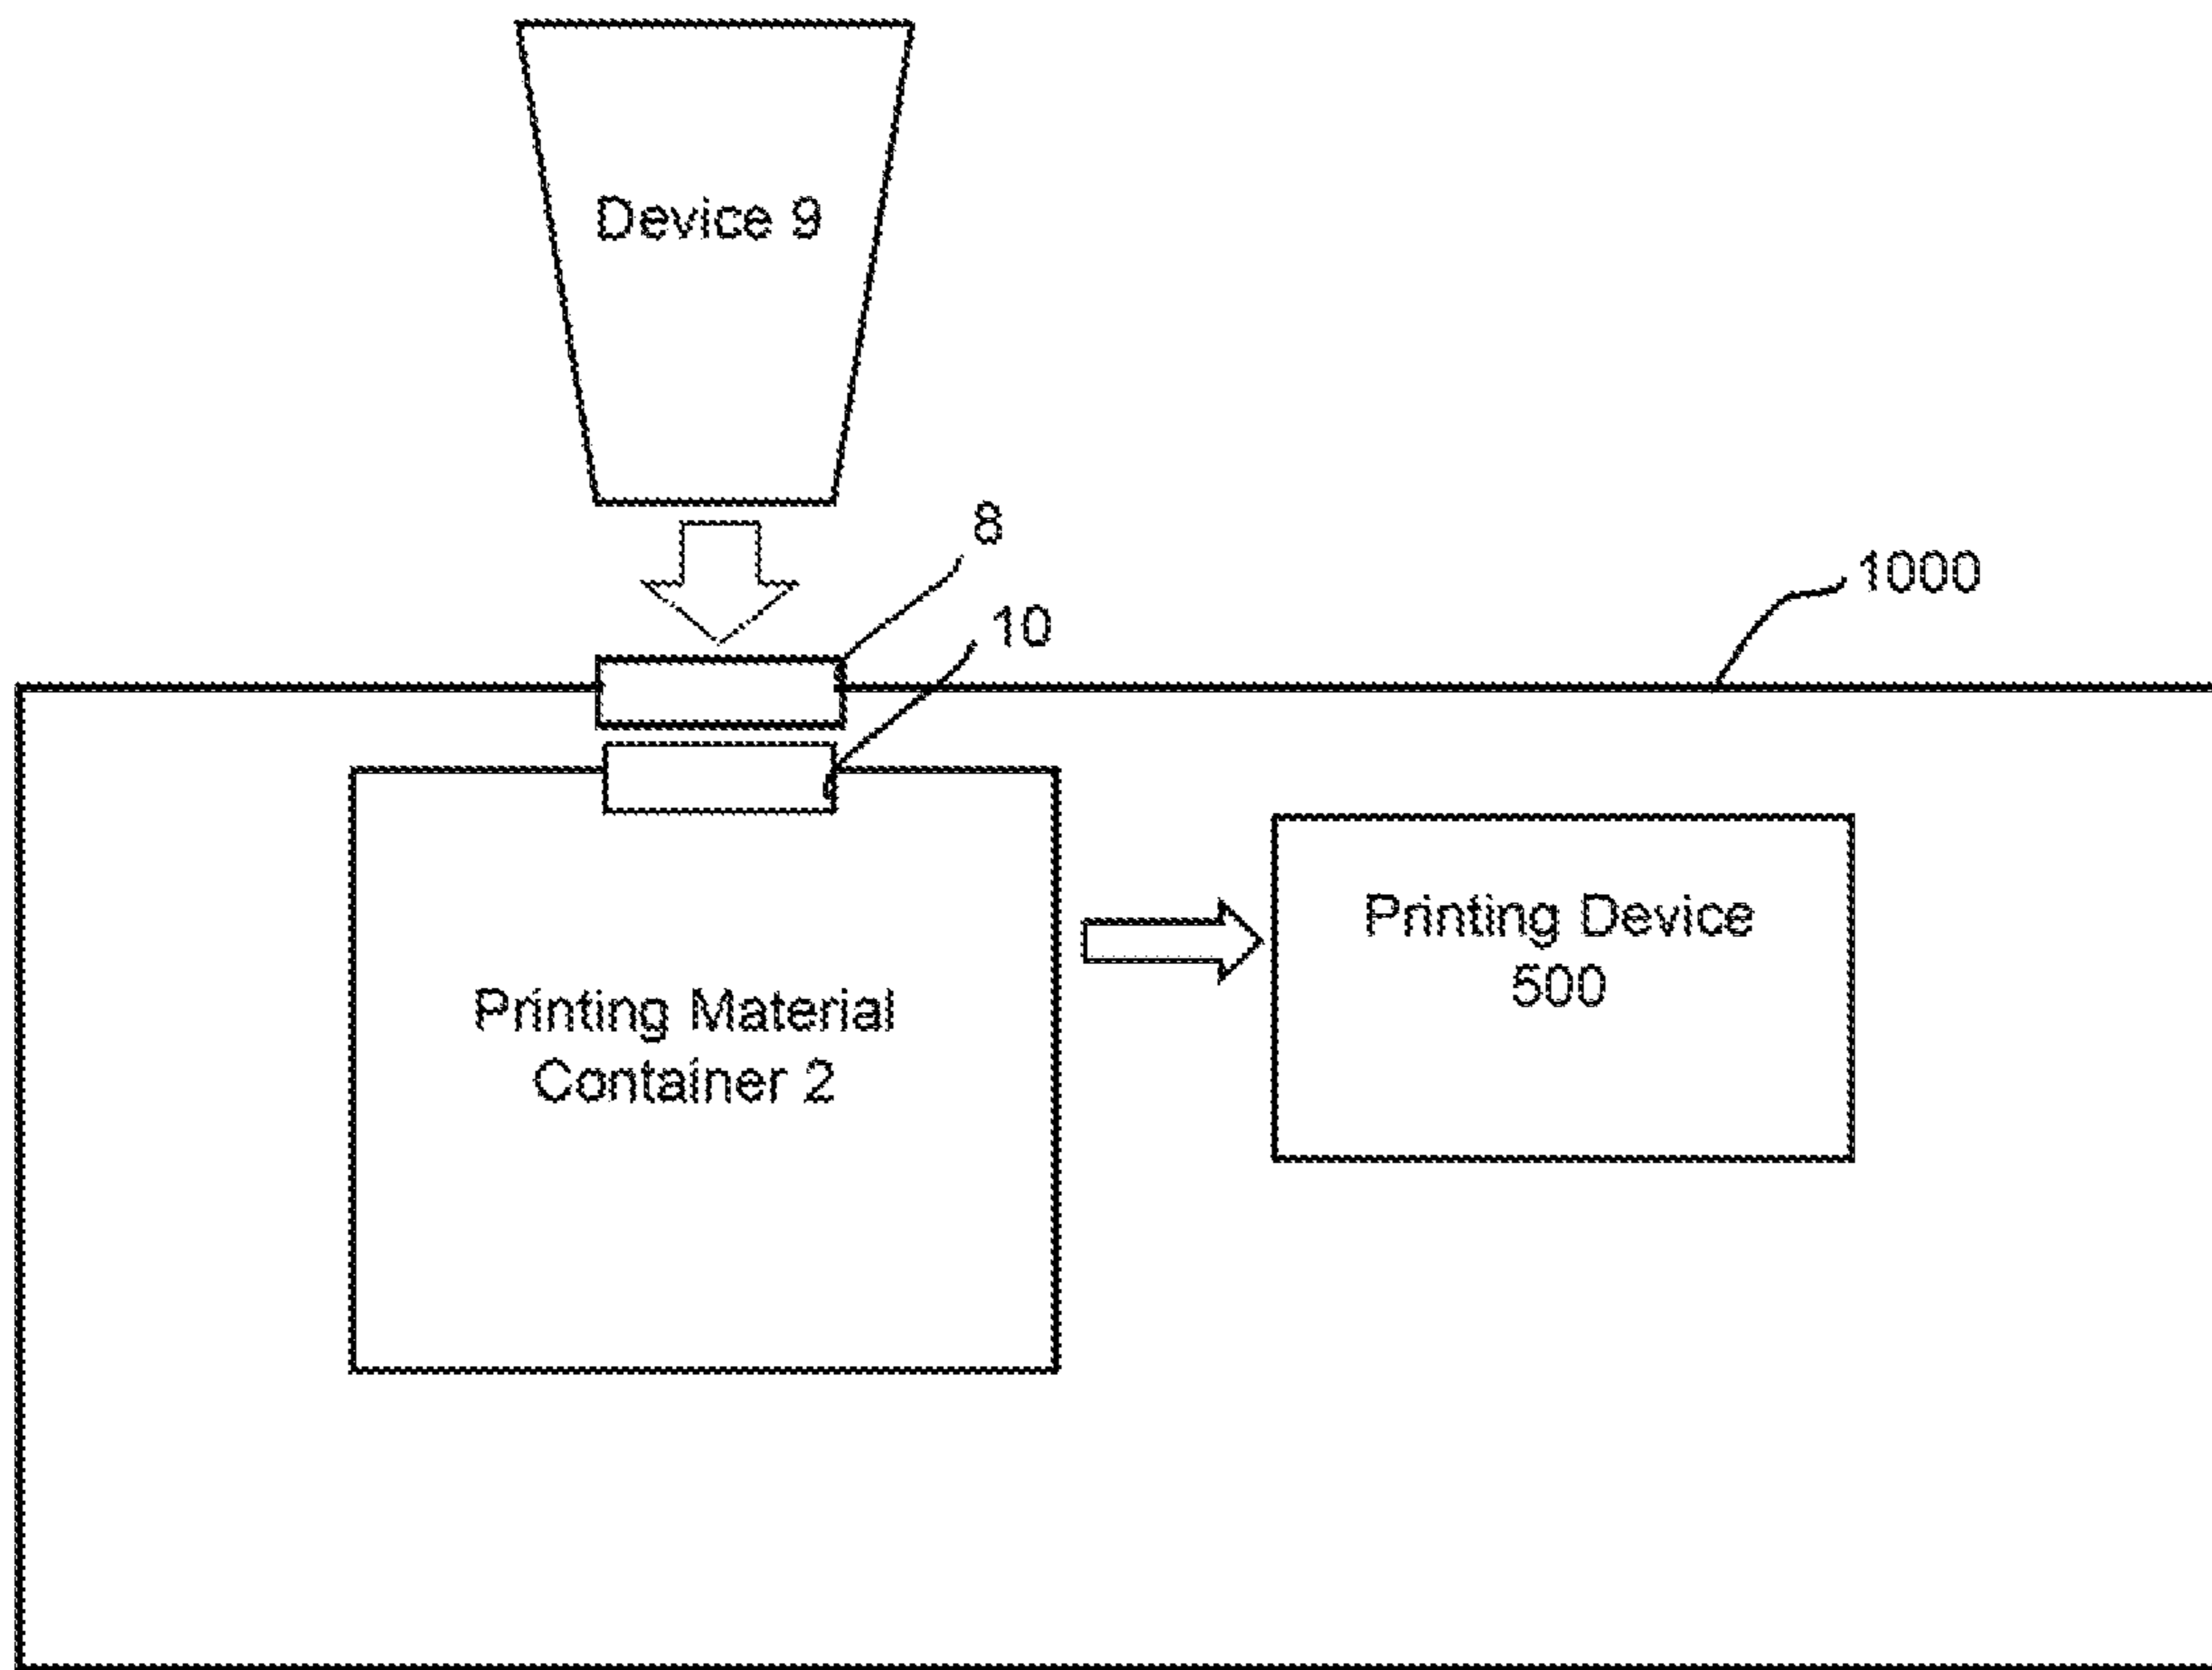 Device 9
8
10
1000
Printing Material
Container 2
Printing Device
500